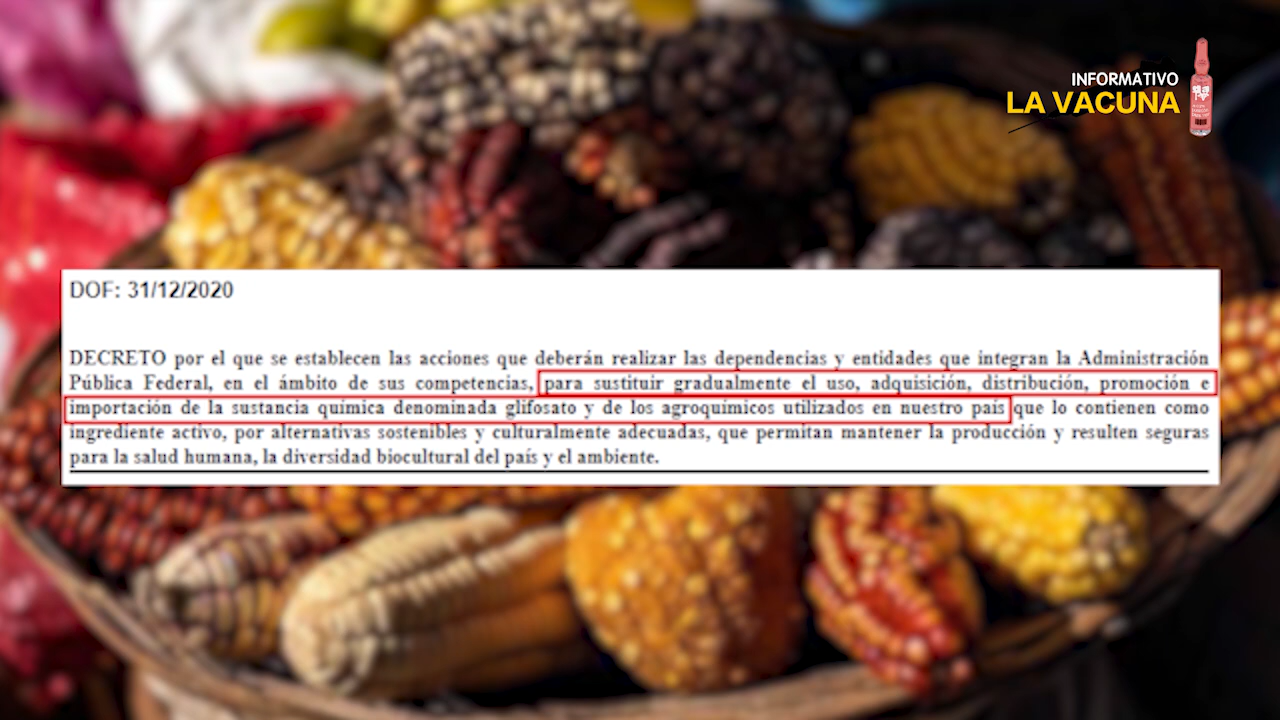 INFORMATIVO
LA VACUNA
DOF: 31/12/2020
DECRETO por el que se establecen las acciones que deberán realizar las dependencias y entidades que integran la Administración
Pública Federal, en el ámbito de sus competencias, para sustituir gradualmente el uso, adquisición, distribución, promoción e
importación de la sustancia química denominada glifosato y de los agroquímicos utilizados en nuestro país que lo contienen como
ingrediente activo, por alternativas sostenibles y culturalmente adecuadas, que permitan mantener la producción y resulten seguras
para la salud humana, la diversidad biocultural del país y el ambiente.